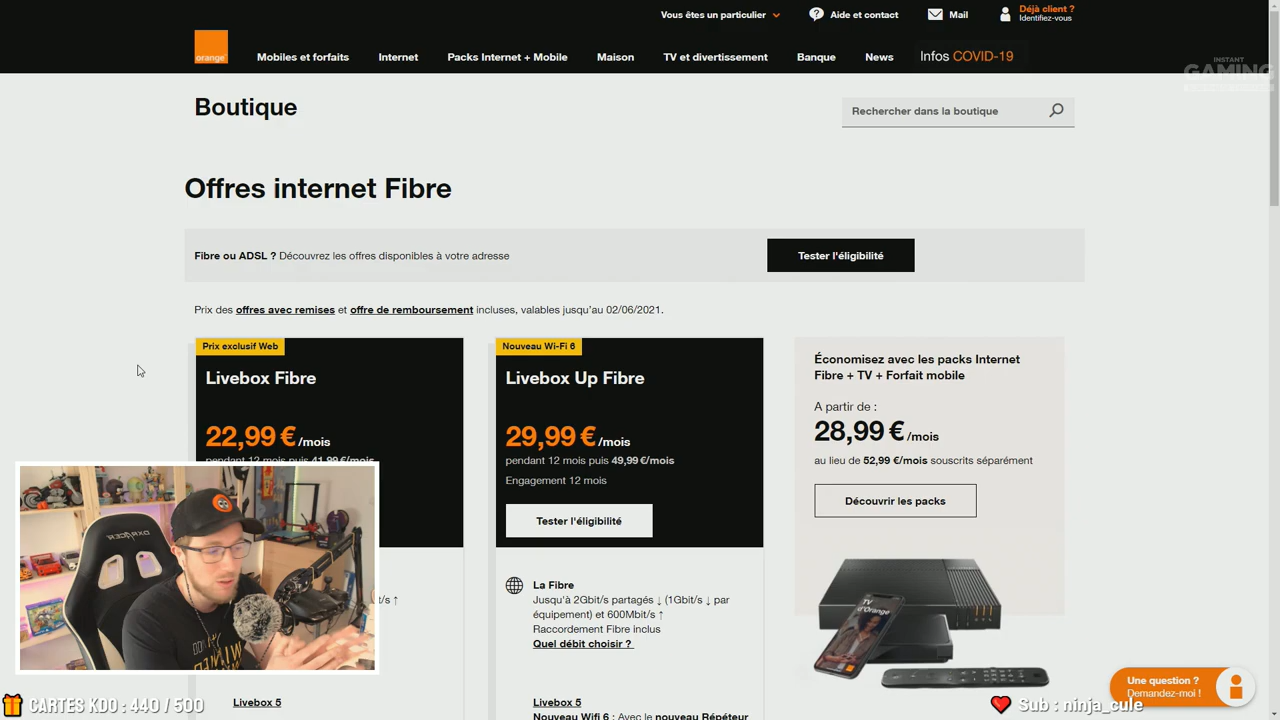 Vous êtes un particulier
Aide et contact
Mail
Déjà client ?
Identifiez-vous
orange
Mobiles et forfaits
Internet
Packs Internet + Mobile
Maison
TV et divertissement
Banque
News
Infos COVID-19
INSTANT
GAMING
Boutique
Rechercher dans la boutique
Offres internet Fibre
Fibre ou ADSL ? Découvrez les offres disponibles à votre adresse
Tester l'éligibilité
Prix des offres avec remises et offre de remboursement incluses, valables jusqu'au 02/06/2021.
Prix exclusif Web
Livebox Fibre
22,99 € /mois
pendant 12 mois puis 41,99 €/mois
t/s ↑
Livebox 5
Nouveau Wi-Fi 6
Livebox Up Fibre
29,99 € /mois
pendant 12 mois puis 49,99 €/mois
Engagement 12 mois
Tester l'éligibilité
La Fibre
Jusqu'à 2Gbit/s partagés ↓ (1Gbit/s ↓ par
équipement) et 600Mbit/s ↑
Raccordement Fibre inclus
Quel débit choisir ?
Livebox 5
Nouveau Wifi 6 : Avec le nouveau Répéteur
Économisez avec les packs Internet
Fibre + TV + Forfait mobile
A partir de :
28,99 € /mois
au lieu de 52,99 €/mois souscrits séparément
Découvrir les packs
TV
d'Orange
Une question ?
Demandez-moi !
DXRACER
CARTES KDO : 440 / 500
Sub : ninja_cule